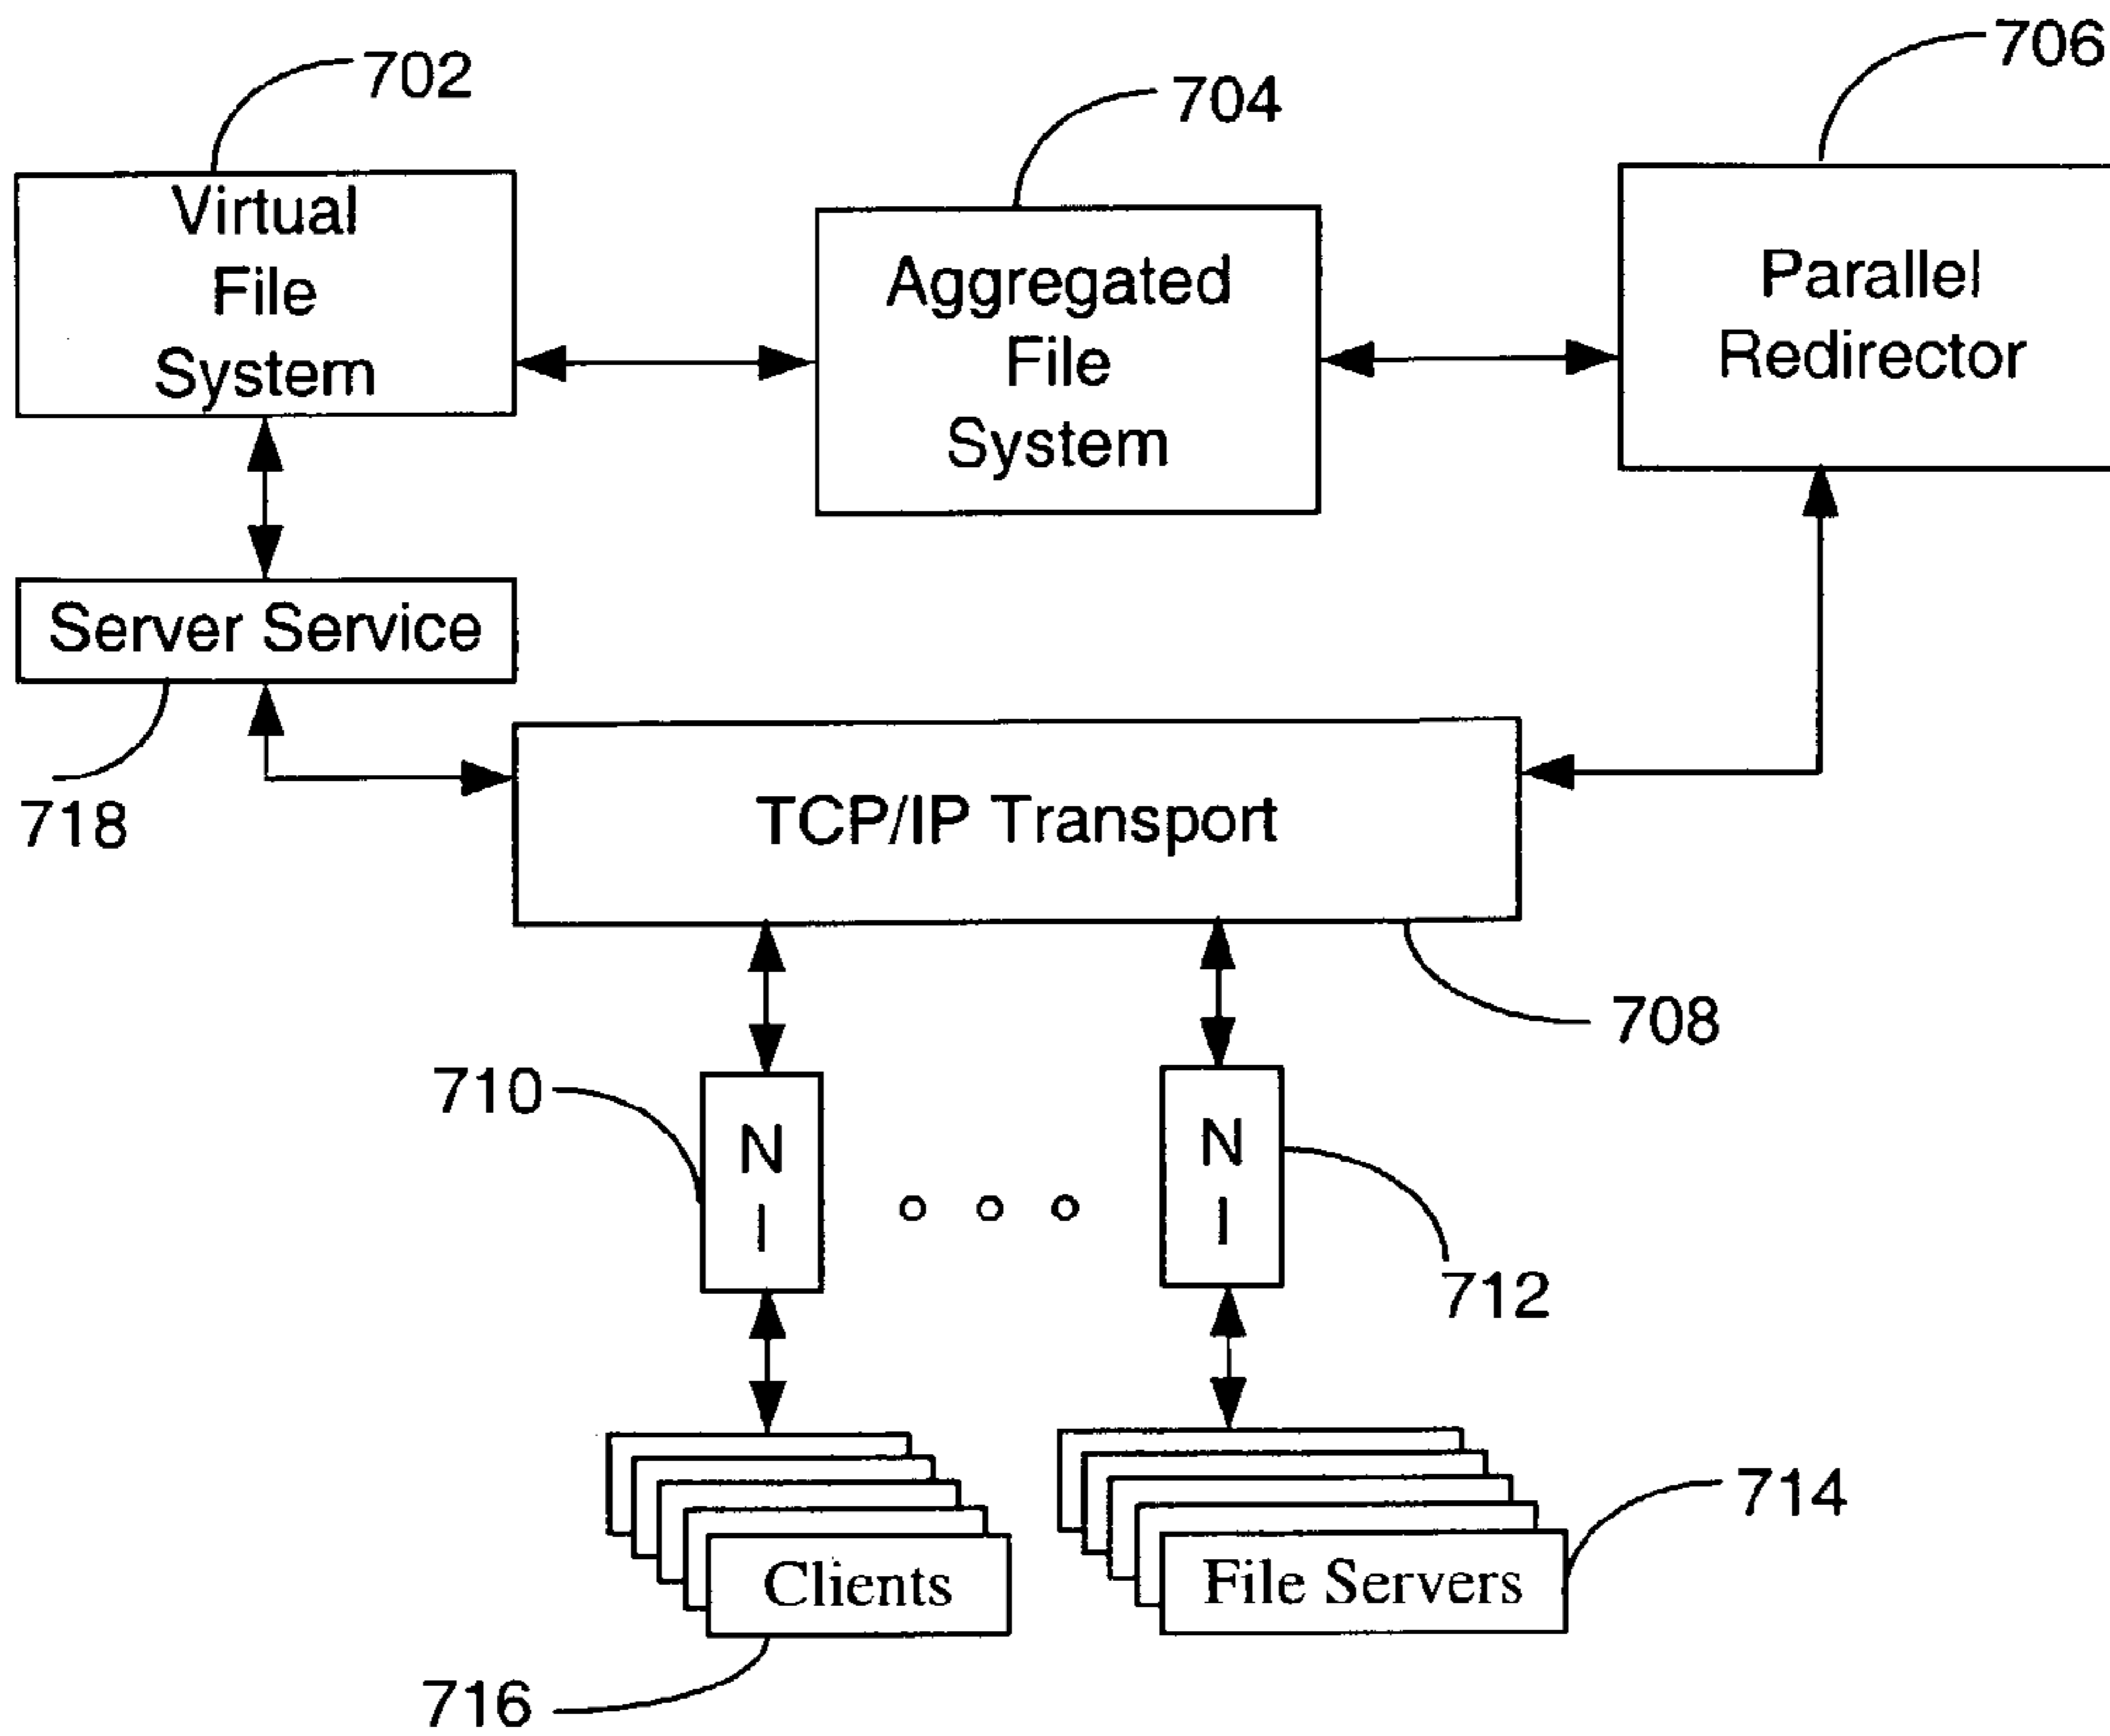 702
704
706
Virtual
File
System
Aggregated
File
System
Parallel
Redirector
Server Service
718
TCP/IP Transport
708
710
N
I
N
I
712
Clients
File Servers
714
716